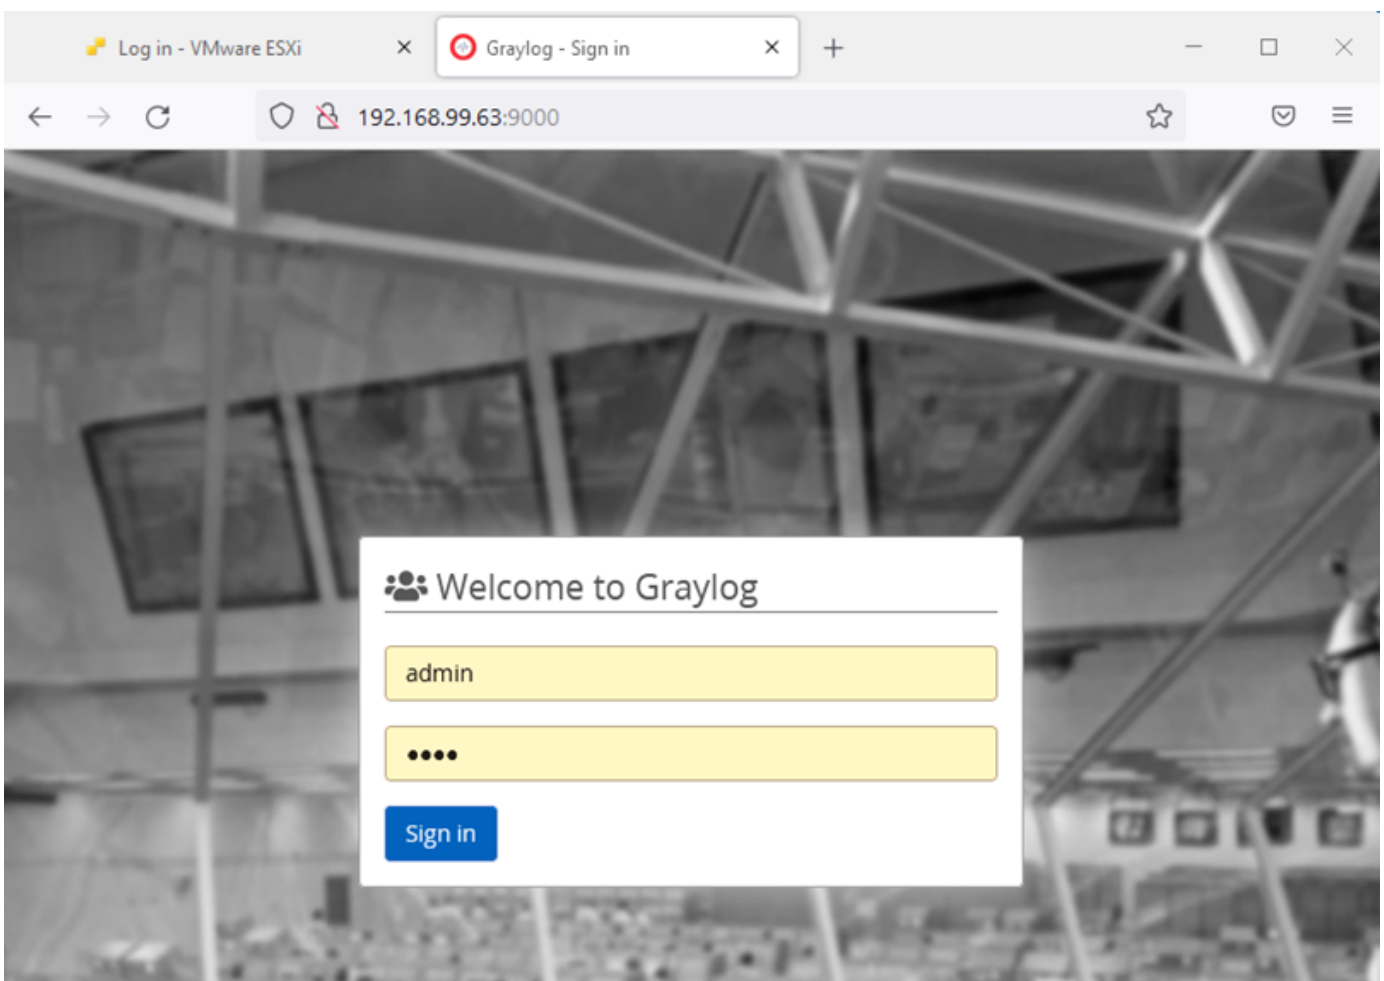 Log in - VMware ESXi
Graylog - Sign in
192.168.99.63:9000
Welcome to Graylog
admin
••••
Sign in